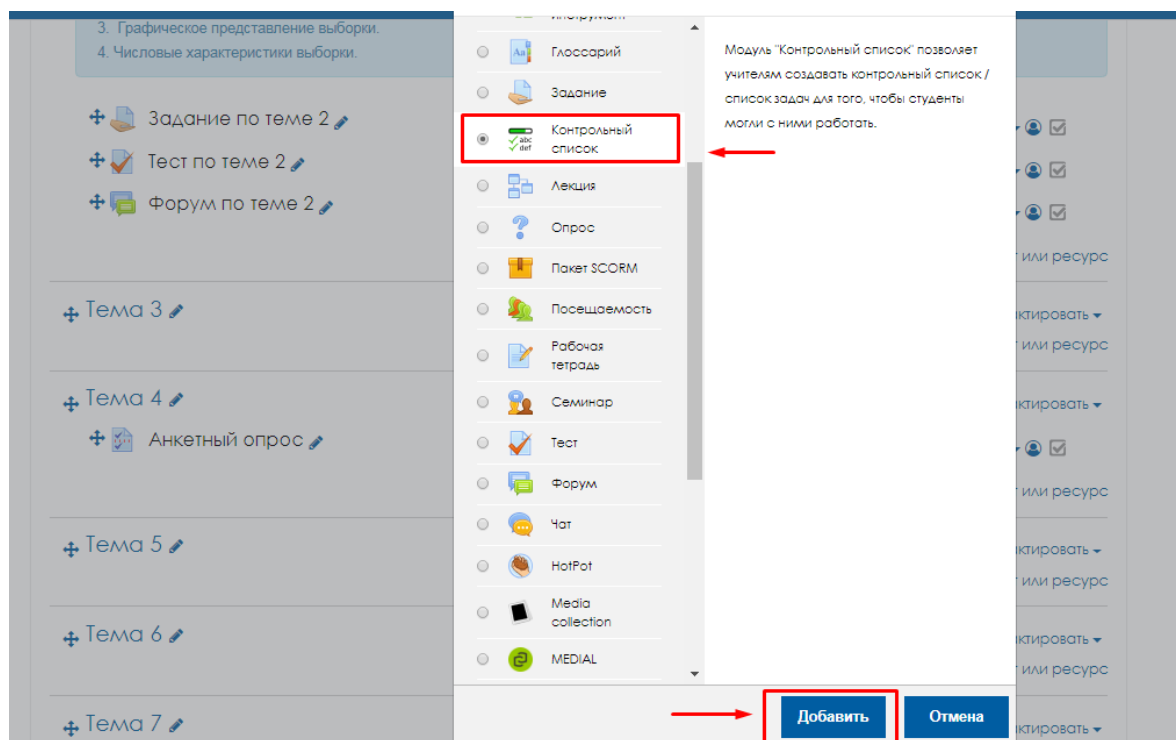 3. Графическое представление выборки.
4. Числовые характеристики выборки.
Задание по теме 2
Тест по теме 2
Форум по теме 2
или ресурс
Тема 3
ктировать
или ресурс
Тема 4
ктировать
Анкетный опрос
или ресурс
Тема 5
ктировать
или ресурс
Тема 6
ктировать
или ресурс
Тема 7
ктировать
Глоссарий
Задание
abc
def
Контрольный
список
Лекция
Опрос
Пакет SCORM
Посещаемость
Рабочая
тетрадь
Семинар
Тест
Форум
Чат
HotPot
Media
collection
MEDIAL
Модуль "Контрольный список" позволяет
учителям создавать контрольный список /
список задач для того, чтобы студенты
могли с ними работать.
Добавить
Отмена